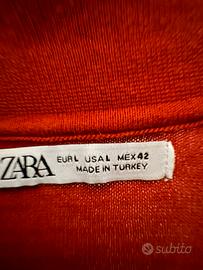 ZARA
EUR L USA L MEX 42
MADE IN TURKEY
subito